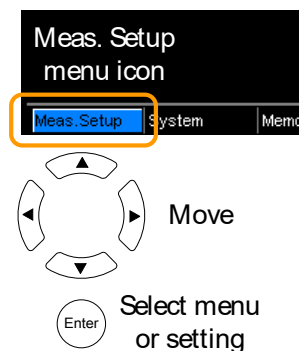 Meas. Setup
menu icon
Meas.Setup System
Move
Enter
Select menu
or setting